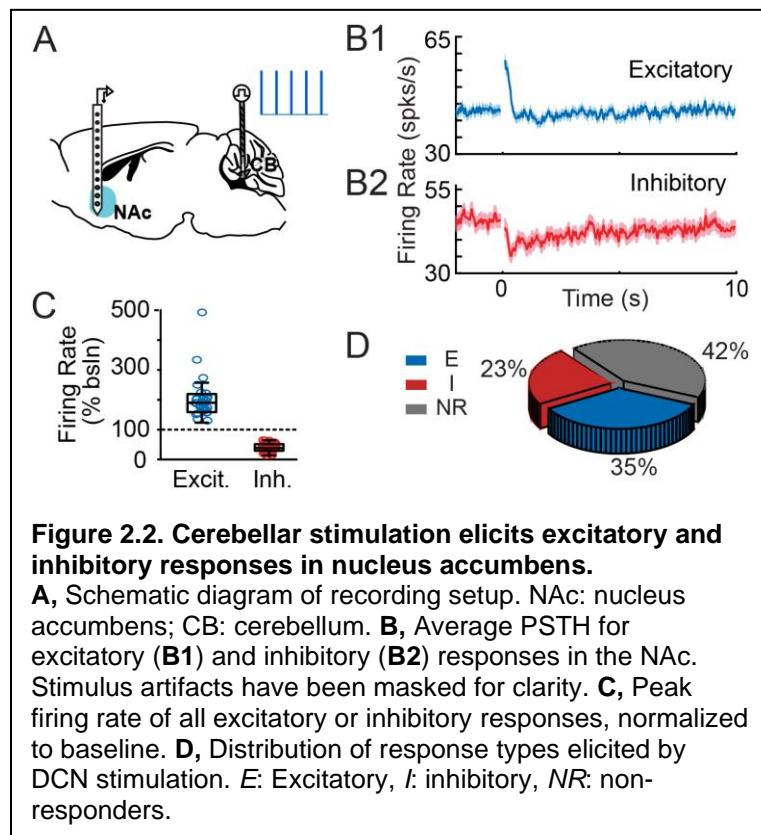 A
NAc
CB
B1
65
Firing Rate (spks/s)
Excitatory
30
B2
55
Inhibitory
30
0
10
Time (s)
C
500
300
100
0
Firing Rate
(% bsln)
Excit.
Inh.
D
E
I
NR
23%
42%
35%
Figure 2.2. Cerebellar stimulation elicits excitatory and
inhibitory responses in nucleus accumbens.
A, Schematic diagram of recording setup. NAc: nucleus
accumbens; CB: cerebellum. B, Average PSTH for
excitatory (B1) and inhibitory (B2) responses in the NAc.
Stimulus artifacts have been masked for clarity. C, Peak
firing rate of all excitatory or inhibitory responses, normalized
to baseline. D, Distribution of response types elicited by
DCN stimulation. E: Excitatory, I: inhibitory, NR: non-
responders.